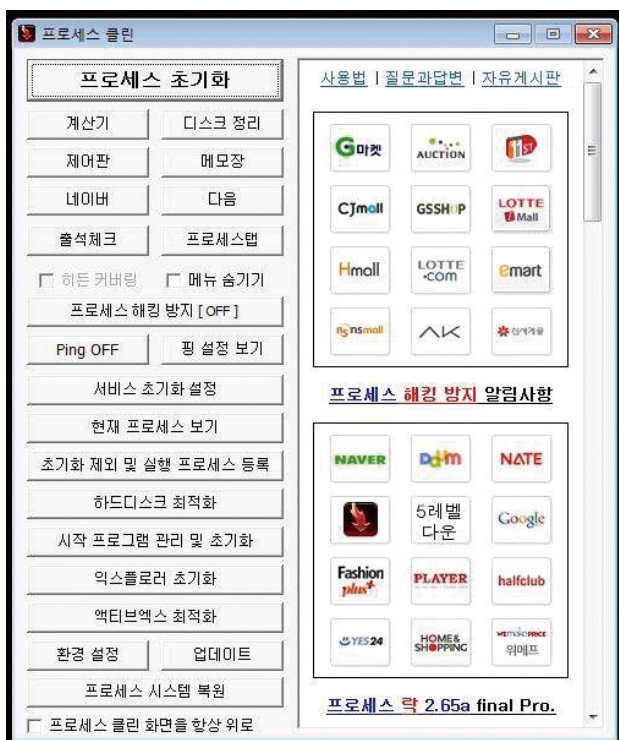 프로세스 클린
프로세스 초기화
계산기 디스크 정리
제어판 메모장
네이버 다음
출석체크 프로세스탭
히든 커버링 메뉴 숨기기
프로세스 해킹 방지 [ OFF ]
Ping OFF 핑 설정 보기
서비스 초기화 설정
현재 프로세스 보기
초기화 제외 및 실행 프로세스 등록
하드디스크 최적화
시작 프로그램 관리 및 초기화
익스플로러 초기화
액티브엑스 최적화
환경 설정 업데이트
프로세스 시스템 복원
프로세스 클린 화면을 항상 위로
사용법 | 질문과답변 | 자유게시판
G마켓 AUCTION 11ST
CJmall GSSHOP LOTTE Mall
Hmall LOTTE .COM emart
nsmall AK 신세계몰
프로세스 해킹 방지 알림사항
NAVER Daum NATE
5레벨 다운 Google
Fashion plus+ PLAYER halfclub
YES24 HOME& SHOPPING WEMAKEPRICE 위메프
프로세스 락 2.65a final Pro.